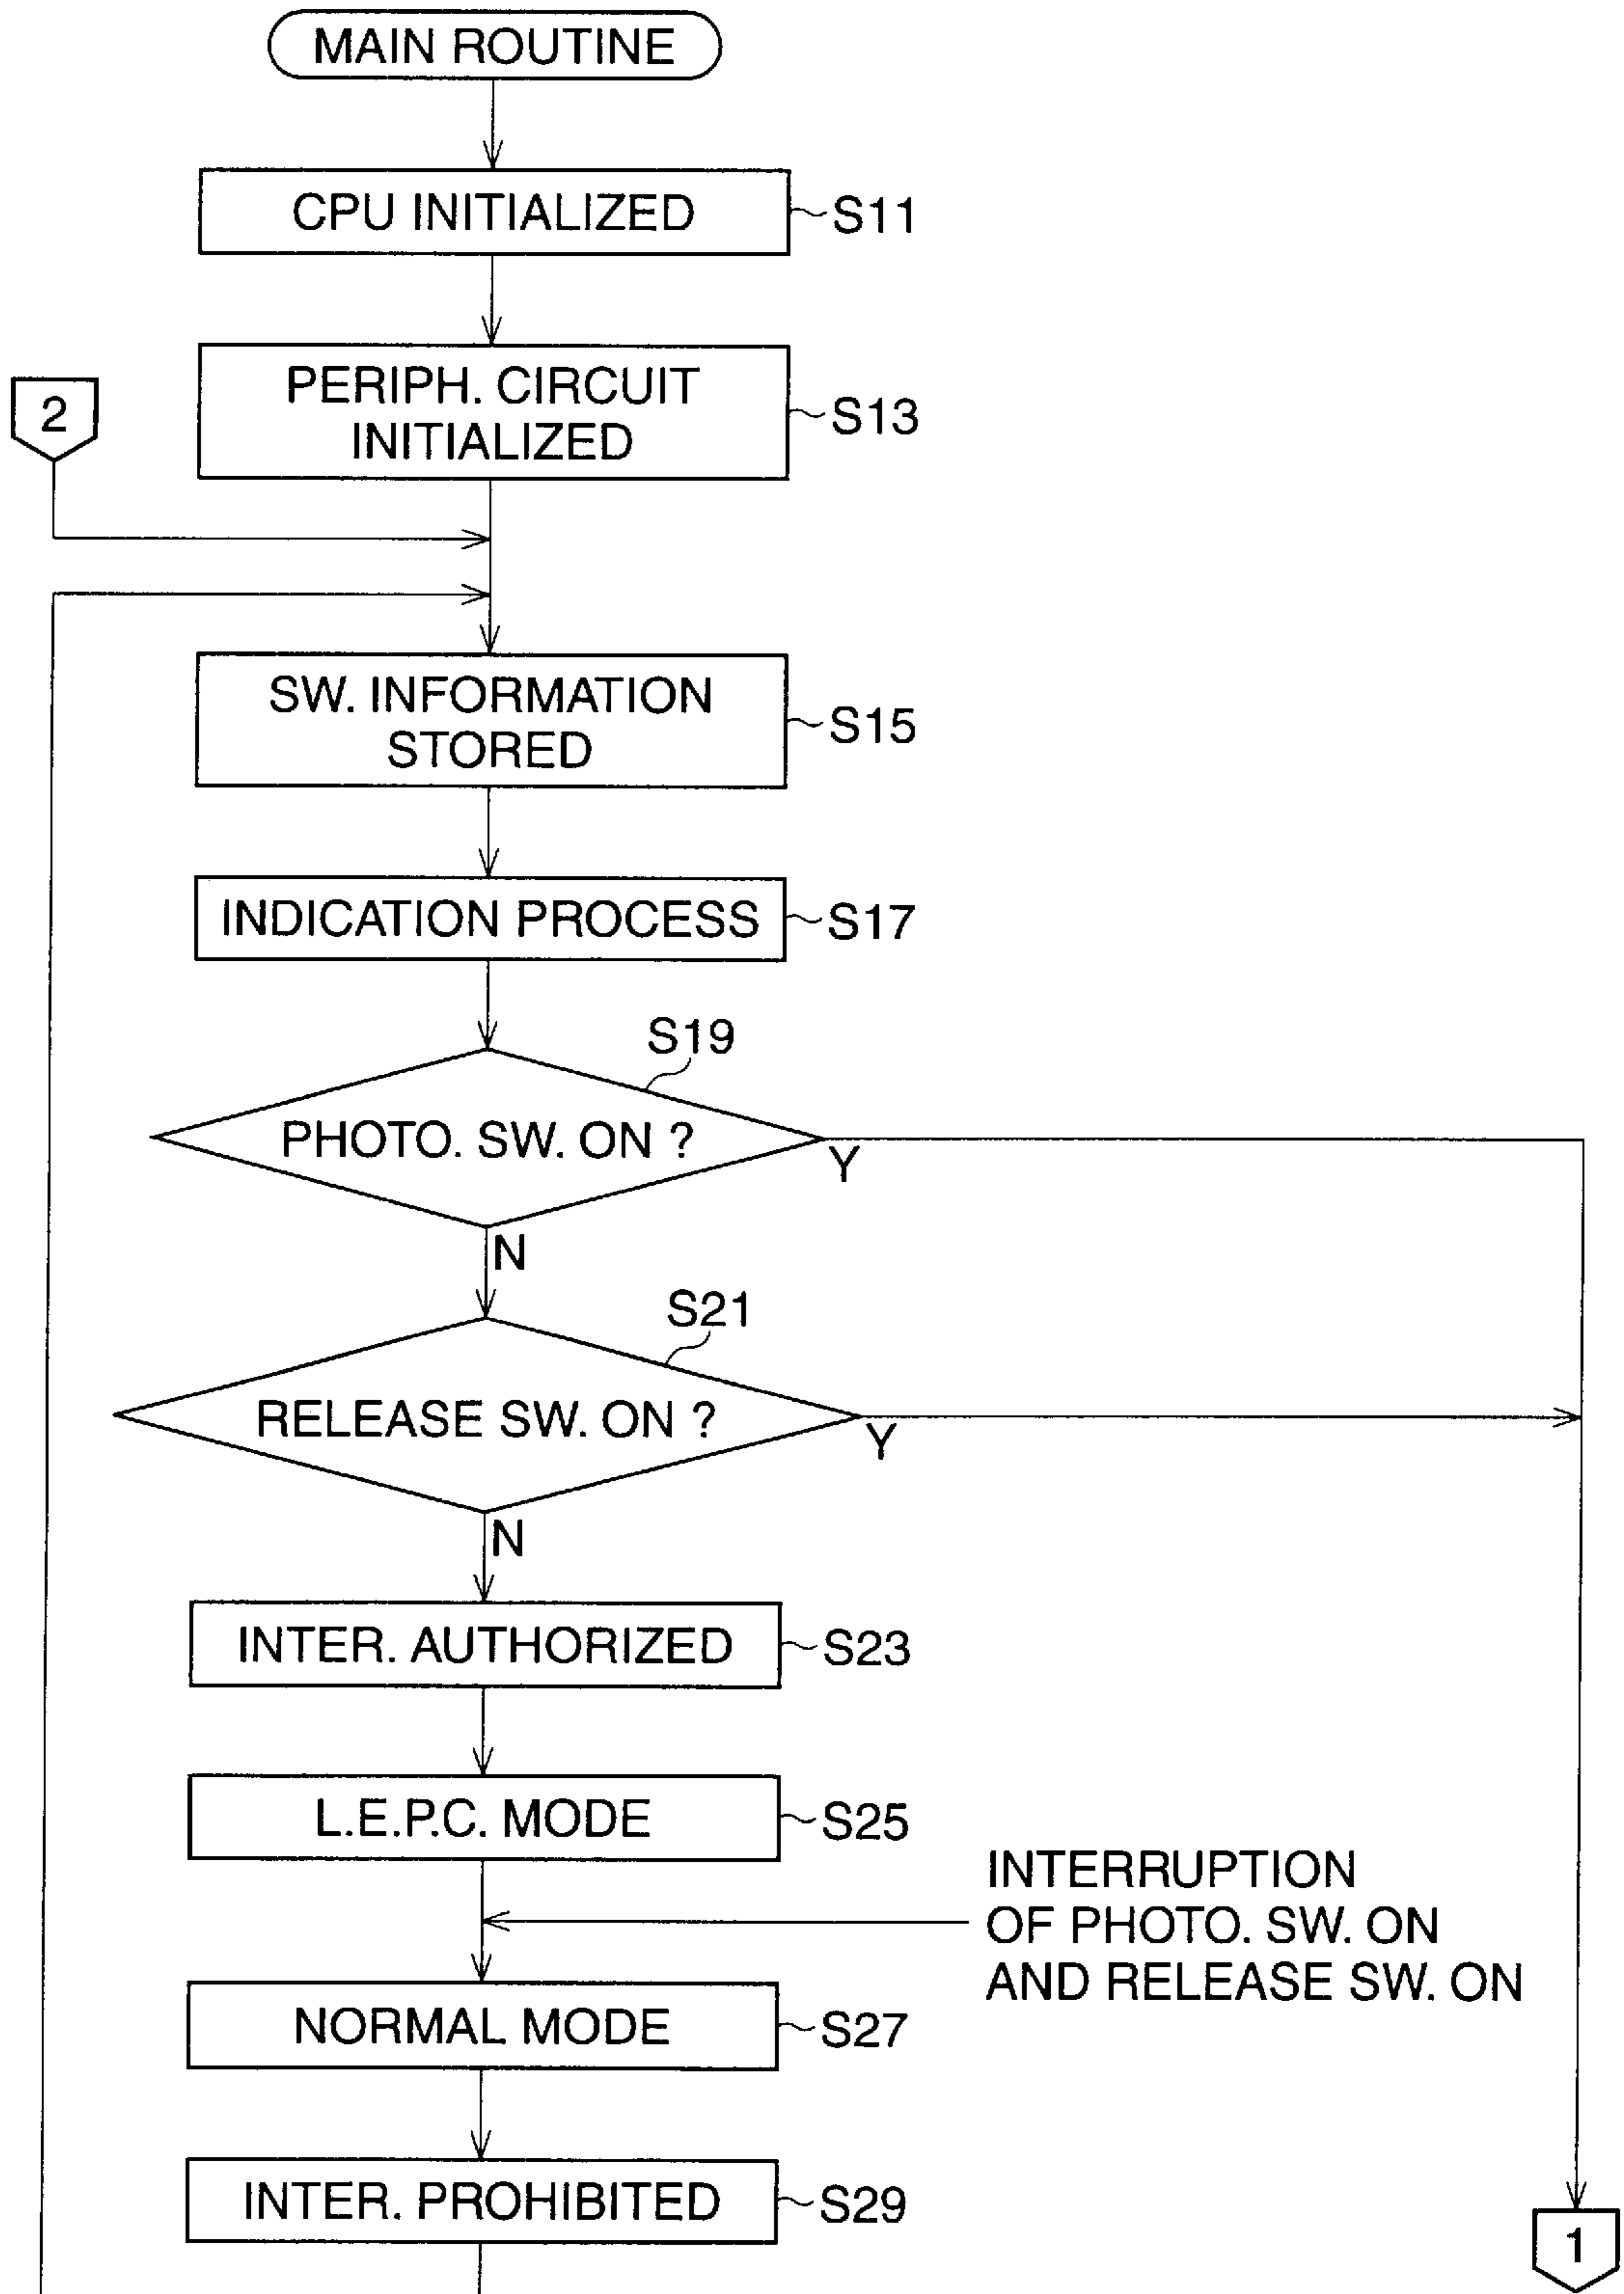 MAIN ROUTINE
CPU INITIALIZED
S11
PERIPH. CIRCUIT
INITIALIZED
S13
2
SW. INFORMATION
STORED
S15
INDICATION PROCESS
S17
S19
PHOTO. SW. ON ?
Y
N
S21
RELEASE SW. ON ?
Y
N
INTER. AUTHORIZED
S23
L.E.P.C. MODE
S25
INTERRUPTION
OF PHOTO. SW. ON
AND RELEASE SW. ON
NORMAL MODE
S27
INTER. PROHIBITED
S29
1